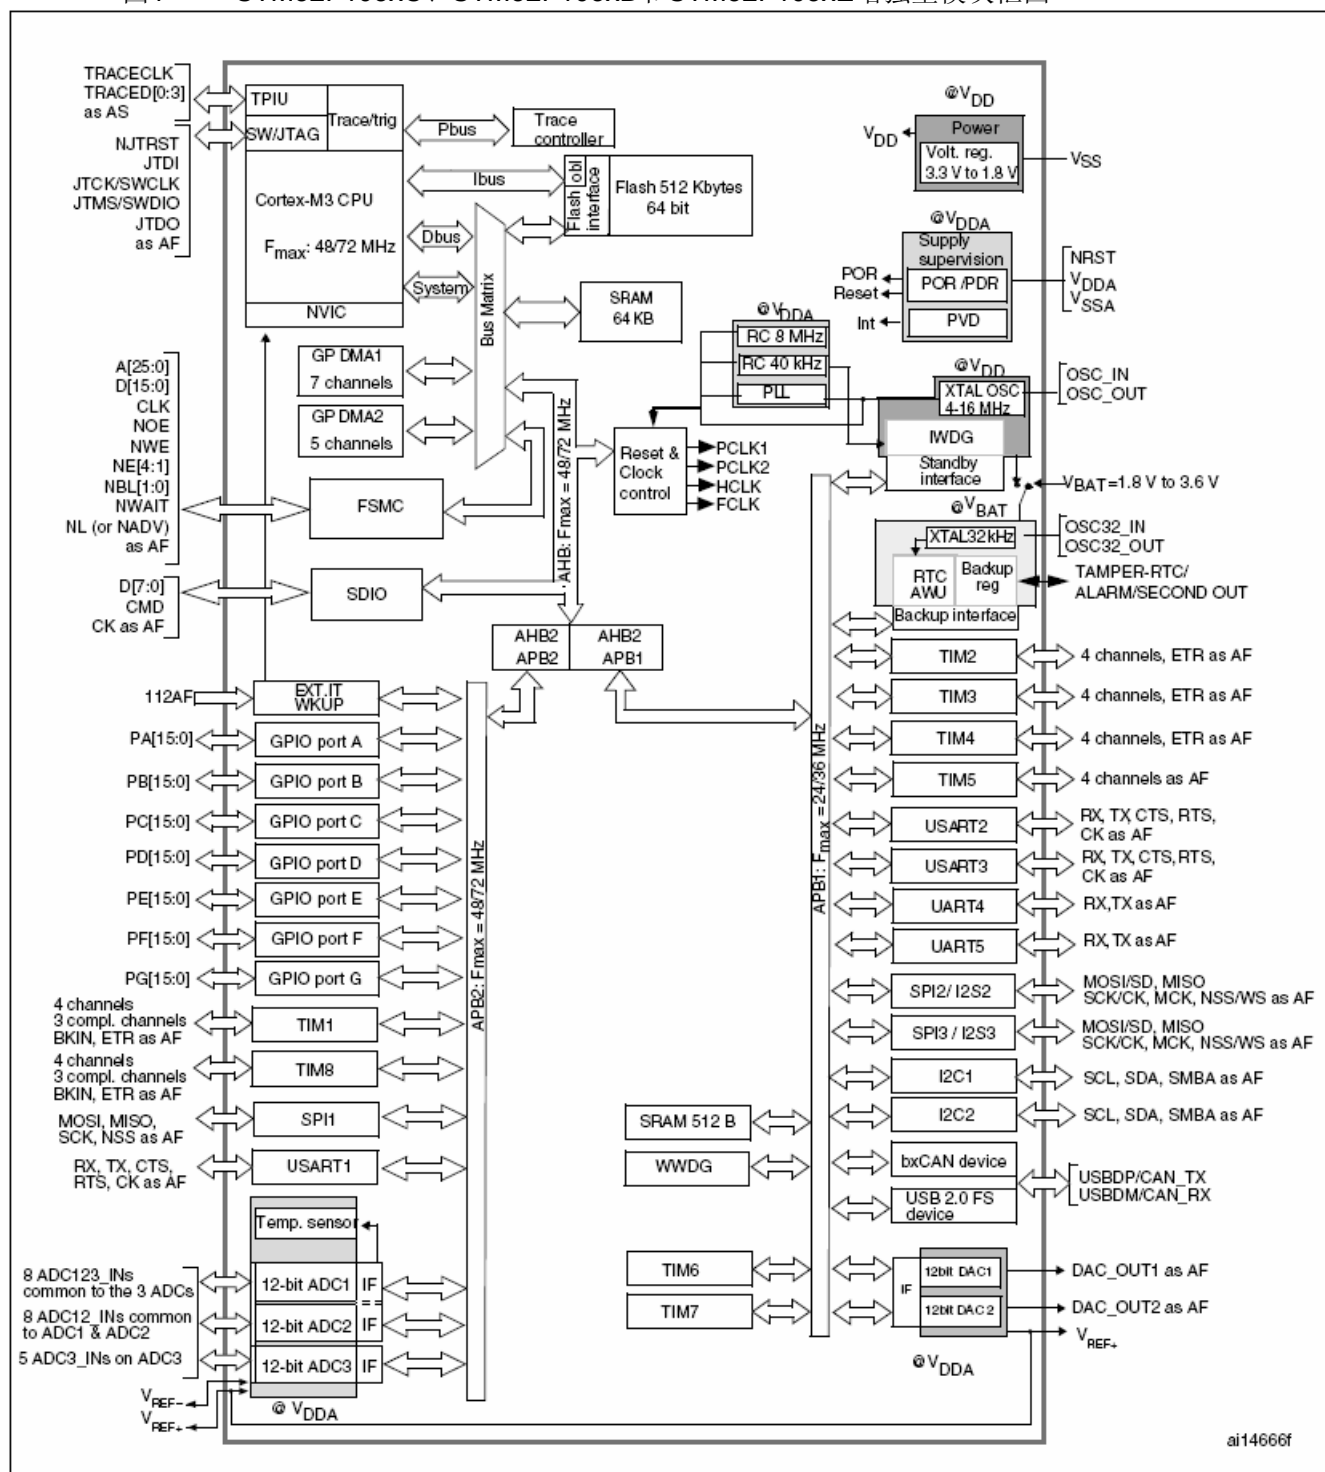 TRACECLK
TRACED[0:3]
as AS
NJTRST
JTDI
JTCK/SWCLK
JTMS/SWDIO
JTDO
as AF
TPIU
SW/JTAG
Trace/trig
Pbus
Trace
controller
Cortex-M3 CPU
Fmax: 48/72 MHz
NVIC
Ibus
Dbus
System
Flash obl
interface
Flash 512 Kbytes
64 bit
Bus Matrix
SRAM
64 KB
GP DMA1
7 channels
GP DMA2
5 channels
@VDD
VDD
Power
Volt. reg.
3.3 V to 1.8 V
VSS
@VDDA
Supply
supervision
POR
Reset
POR /PDR
Int
PVD
NRST
VDDA
VSSA
@VDDA
RC 8 MHz
RC 40 kHz
PLL
@VDD
XTAL OSC
4-16 MHz
OSC_IN
OSC_OUT
IWDG
Standby
interface
VBAT=1.8 V to 3.6 V
Reset &
Clock
control
PCLK1
PCLK2
HCLK
FCLK
AHB: Fmax = 48/72 MHz
A[25:0]
D[15:0]
CLK
NOE
NWE
NE[4:1]
NBL[1:0]
NWAIT
NL (or NADV)
as AF
FSMC
D[7:0]
CMD
CK as AF
SDIO
@VBAT
XTAL32kHz
OSC32_IN
OSC32_OUT
RTC
AWU
Backup
reg
TAMPER-RTC/
ALARM/SECOND OUT
Backup interface
AHB2
APB2
AHB2
APB1
112AF
EXT.IT
WKUP
PA[15:0]
GPIO port A
PB[15:0]
GPIO port B
PC[15:0]
GPIO port C
PD[15:0]
GPIO port D
PE[15:0]
GPIO port E
PF[15:0]
GPIO port F
PG[15:0]
GPIO port G
4 channels
3 compl. channels
BKIN, ETR as AF
TIM1
4 channels
3 compl. channels
BKIN, ETR as AF
TIM8
MOSI, MISO,
SCK, NSS as AF
SPI1
RX, TX, CTS,
RTS, CK as AF
USART1
Temp. sensor
8 ADC123_INs
common to the 3 ADCs
12-bit ADC1
IF
8 ADC12_INs common
to ADC1 & ADC2
12-bit ADC2
IF
5 ADC3_INs on ADC3
12-bit ADC3
IF
VREF-
VREF+
@ VDDA
APB2: Fmax = 48/72 MHz
APB1: Fmax = 24/36 MHz
TIM2
4 channels, ETR as AF
TIM3
4 channels, ETR as AF
TIM4
4 channels, ETR as AF
TIM5
4 channels as AF
USART2
RX, TX, CTS, RTS,
CK as AF
USART3
RX, TX, CTS, RTS,
CK as AF
UART4
RX,TX as AF
UART5
RX, TX as AF
SPI2/ I2S2
MOSI/SD, MISO
SCK/CK, MCK, NSS/WS as AF
SPI3 / I2S3
MOSI/SD, MISO
SCK/CK, MCK, NSS/WS as AF
I2C1
SCL, SDA, SMBA as AF
I2C2
SCL, SDA, SMBA as AF
SRAM 512 B
WWDG
bxCAN device
USB 2.0 FS
device
USBDP/CAN_TX
USBDM/CAN_RX
TIM6
TIM7
IF
12bit DAC1
DAC_OUT1 as AF
12bit DAC 2
DAC_OUT2 as AF
VREF+
@VDDA
ai14666f